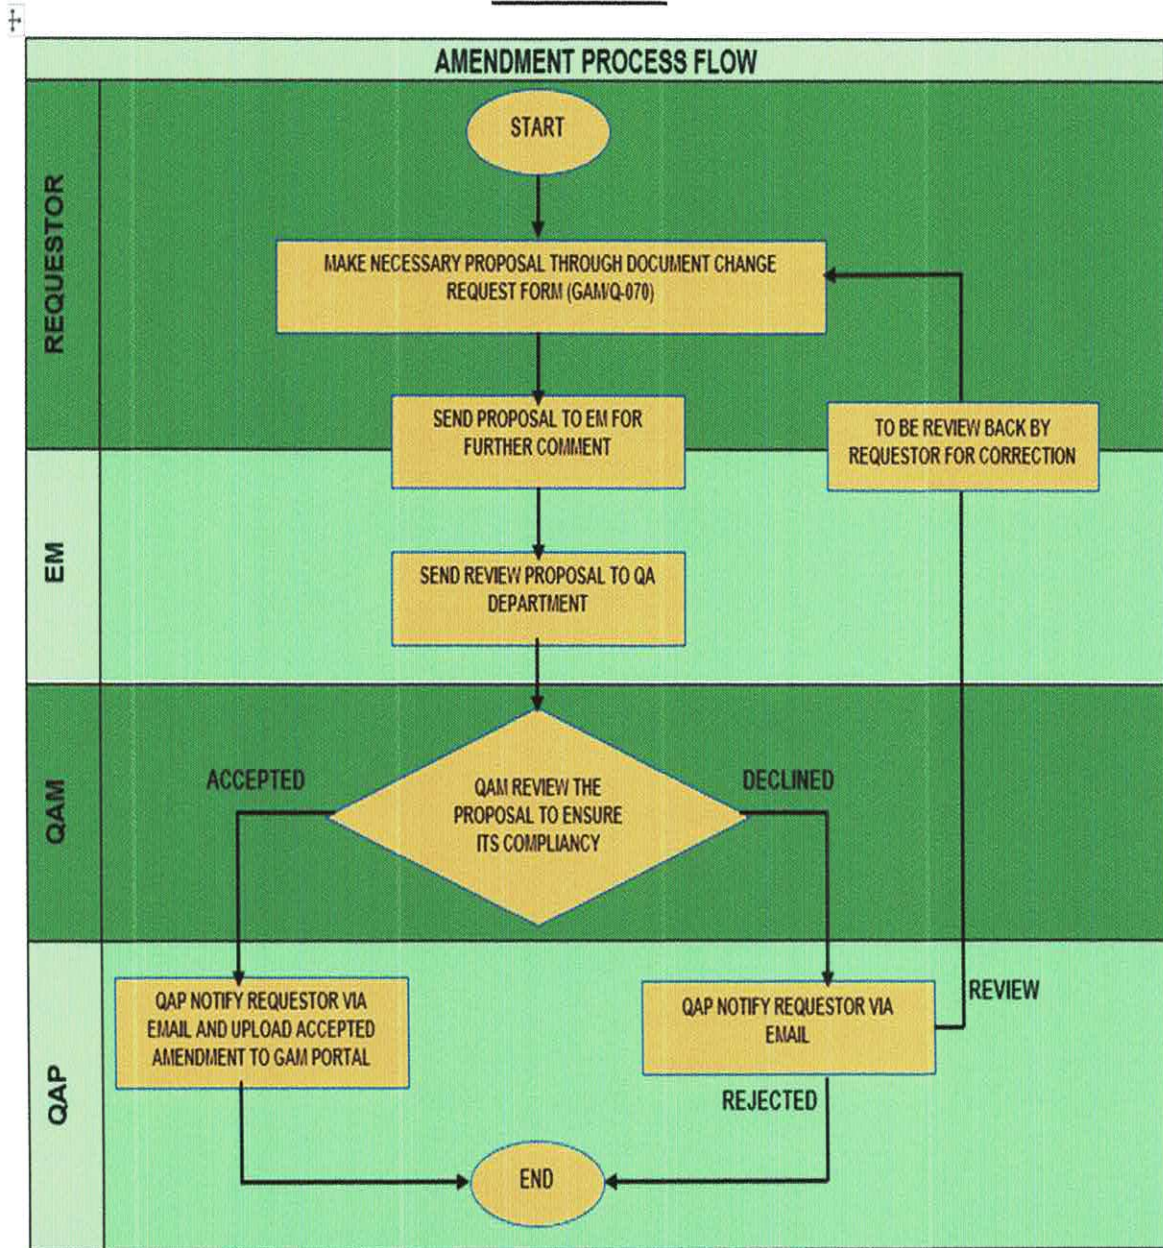 AMENDMENT PROCESS FLOW
REQUESTOR
START
MAKE NECESSARY PROPOSAL THROUGH DOCUMENT CHANGE
REQUEST FORM (GAM/Q-070)
SEND PROPOSAL TO EM FOR
FURTHER COMMENT
TO BE REVIEW BACK BY
REQUESTOR FOR CORRECTION
EM
SEND REVIEW PROPOSAL TO QA
DEPARTMENT
QAM
ACCEPTED
QAM REVIEW THE
PROPOSAL TO ENSURE
ITS COMPLIANCY
DECLINED
QAP
QAP NOTIFY REQUESTOR VIA
EMAIL AND UPLOAD ACCEPTED
AMENDMENT TO GAM PORTAL
QAP NOTIFY REQUESTOR VIA
EMAIL
REVIEW
REJECTED
END